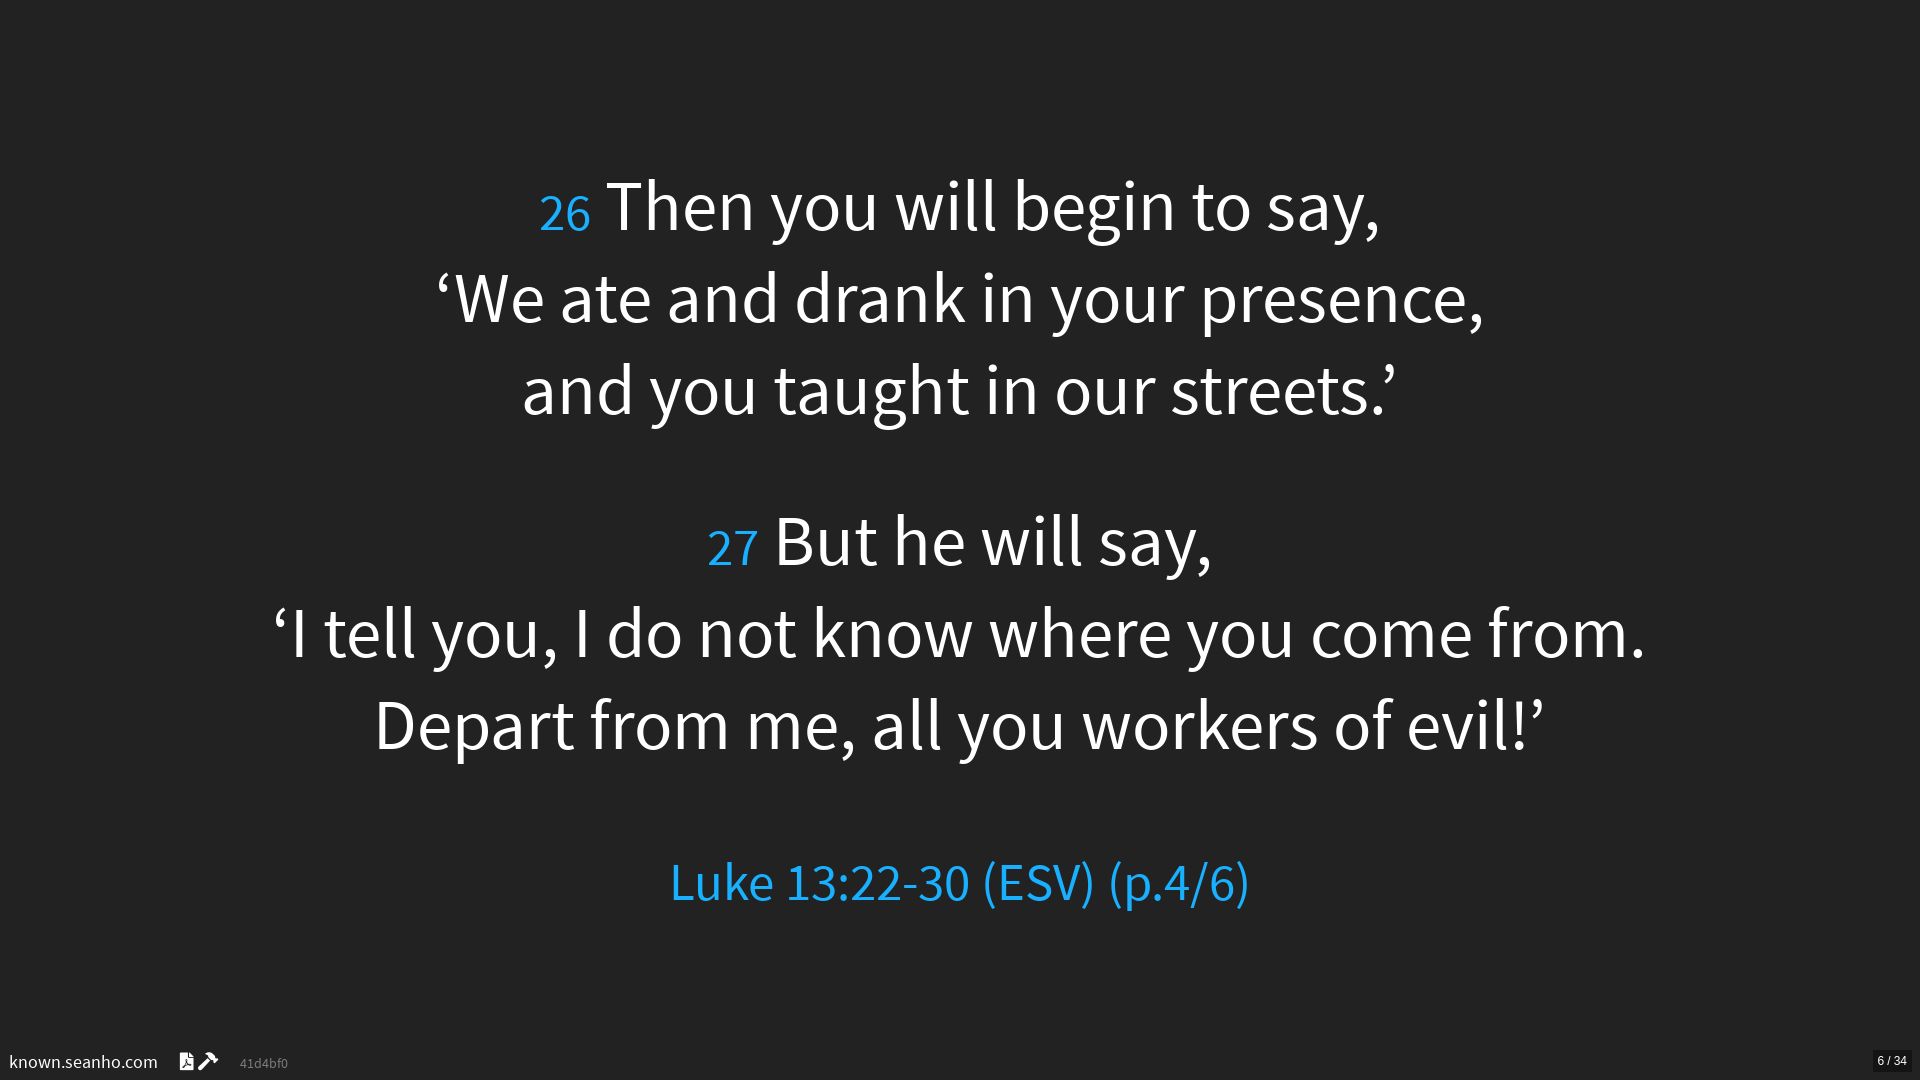 26 Then you will begin to say,
‘We ate and drank in your presence,
and you taught in our streets.’
27 But he will say,
‘I tell you, I do not know where you come from.
Depart from me, all you workers of evil!’
Luke 13:22-30 (ESV) (p.4/6)
known.seanho.com 41d4bf0
6 / 34